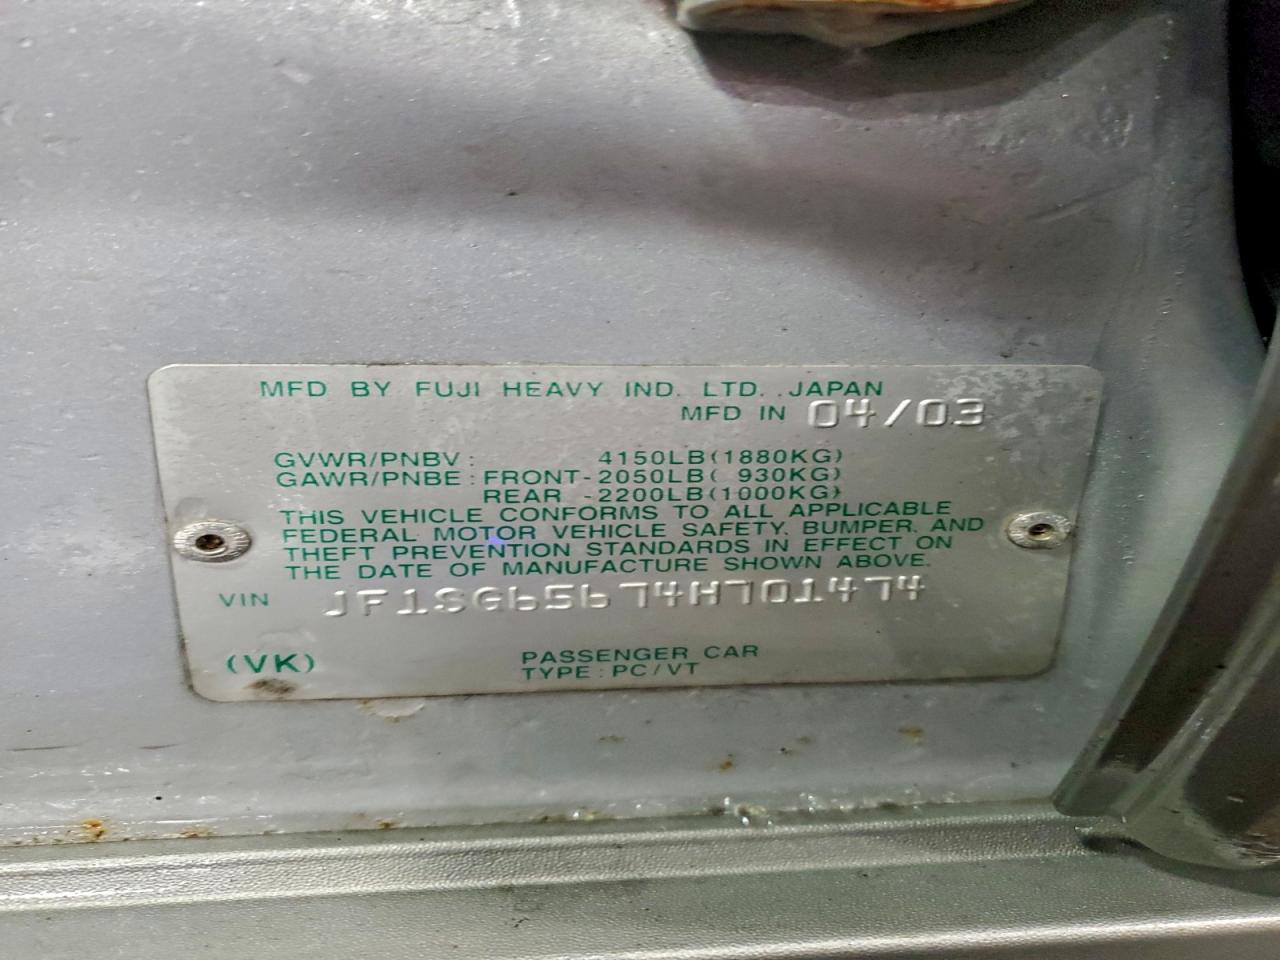 MFD BY FUJI HEAVY IND. LTD. JAPAN
MFD IN 04/03
GVWR/PNBV: 4150LB(1880KG)
GAWR/PNBE: FRONT-2050LB( 930KG)
REAR -2200LB(1000KG)
THIS VEHICLE CONFORMS TO ALL APPLICABLE
FEDERAL MOTOR VEHICLE SAFETY, BUMPER, AND
THEFT PREVENTION STANDARDS IN EFFECT ON
THE DATE OF MANUFACTURE SHOWN ABOVE.
VIN JF1SG65674H701474
(VK) PASSENGER CAR
TYPE: PC/VT